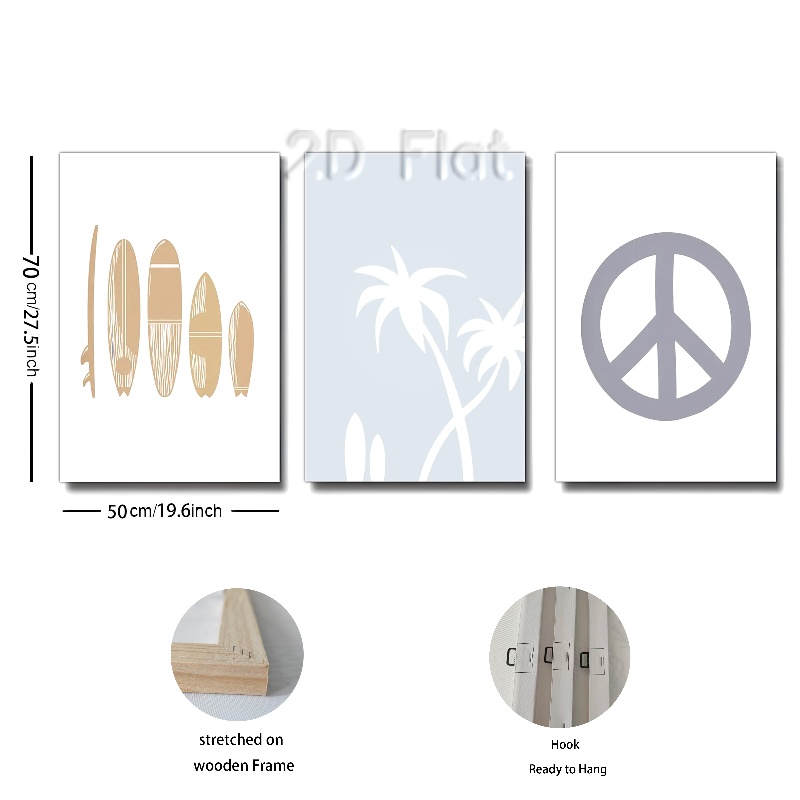 2D Flat
70 cm/27.5inch
50cm/19.6inch
stretched on
wooden Frame
Hook
Ready to Hang